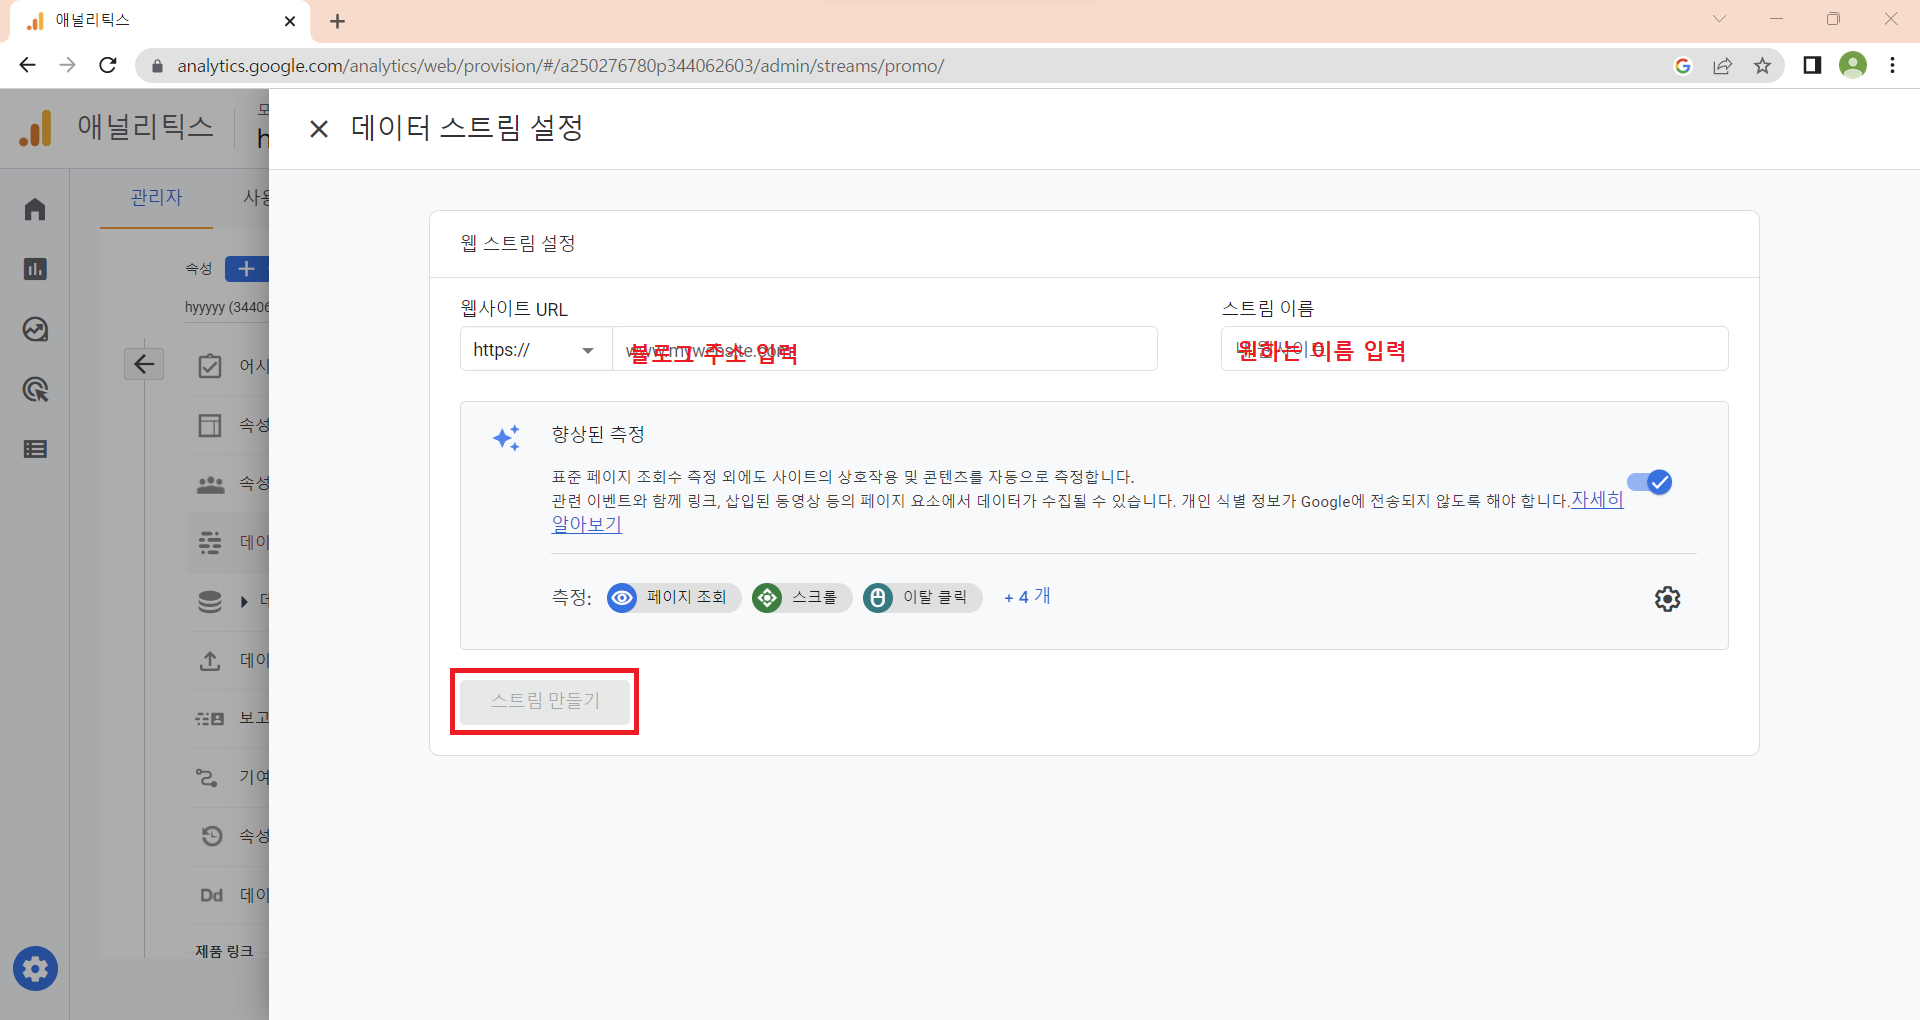 애널리틱스
analytics.google.com/analytics/web/provision/#/a250276780p344062603/admin/streams/promo/
애널리틱스
데이터 스트림 설정
관리자
속성
hyyyyy (3440
어시
속성
속성
데이
데이
보고
기여
속성
Dd 데이
제품 링크
웹 스트림 설정
웹사이트 URL
스트림 이름
https://
www.mywebsite.com
블로그 주소 입력
원하는 이름 입력
향상된 측정
표준 페이지 조회수 측정 외에도 사이트의 상호작용 및 콘텐츠를 자동으로 측정합니다.
관련 이벤트와 함께 링크, 삽입된 동영상 등의 페이지 요소에서 데이터가 수집될 수 있습니다. 개인 식별 정보가 Google에 전송되지 않도록 해야 합니다. 자세히
알아보기
측정: 페이지 조회 스크롤 이탈 클릭 + 4 개
스트림 만들기